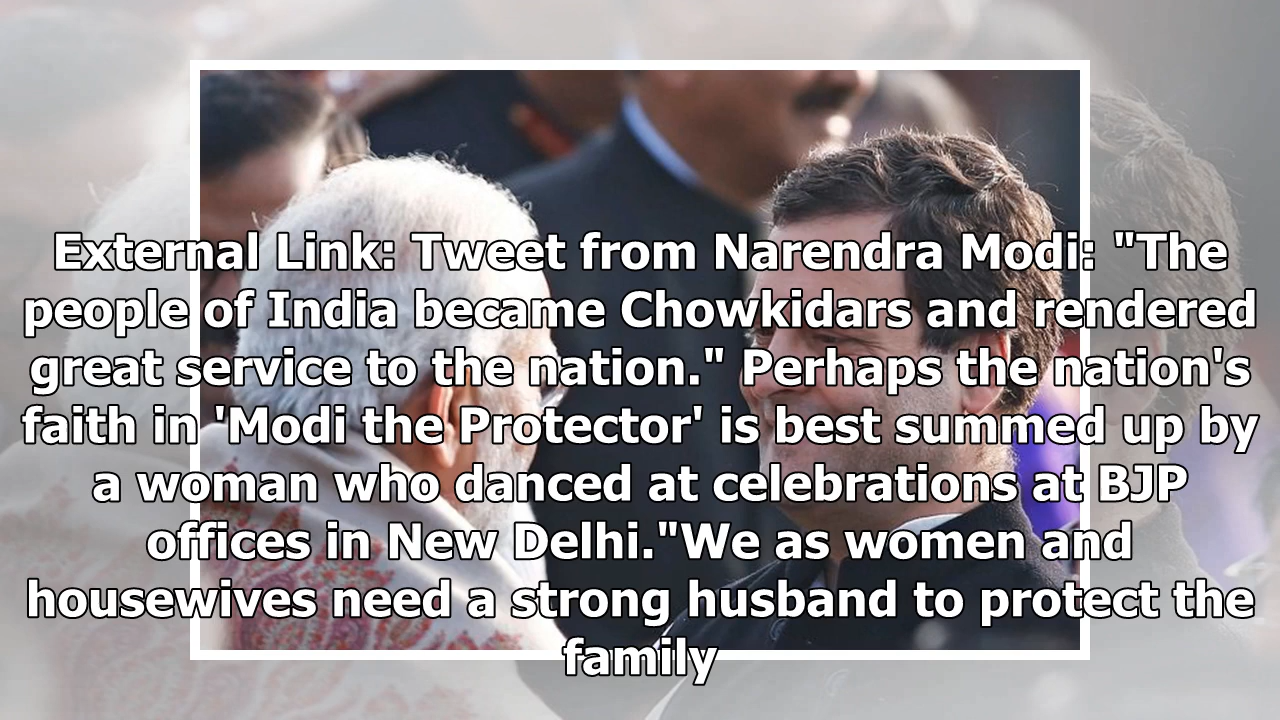 External Link: Tweet from Narendra Modi: "The
people of India became Chowkidars and rendered
great service to the nation." Perhaps the nation's
faith in 'Modi the Protector' is best summed up by
a woman who danced at celebrations at BJP
offices in New Delhi."We as women and
housewives need a strong husband to protect the
family